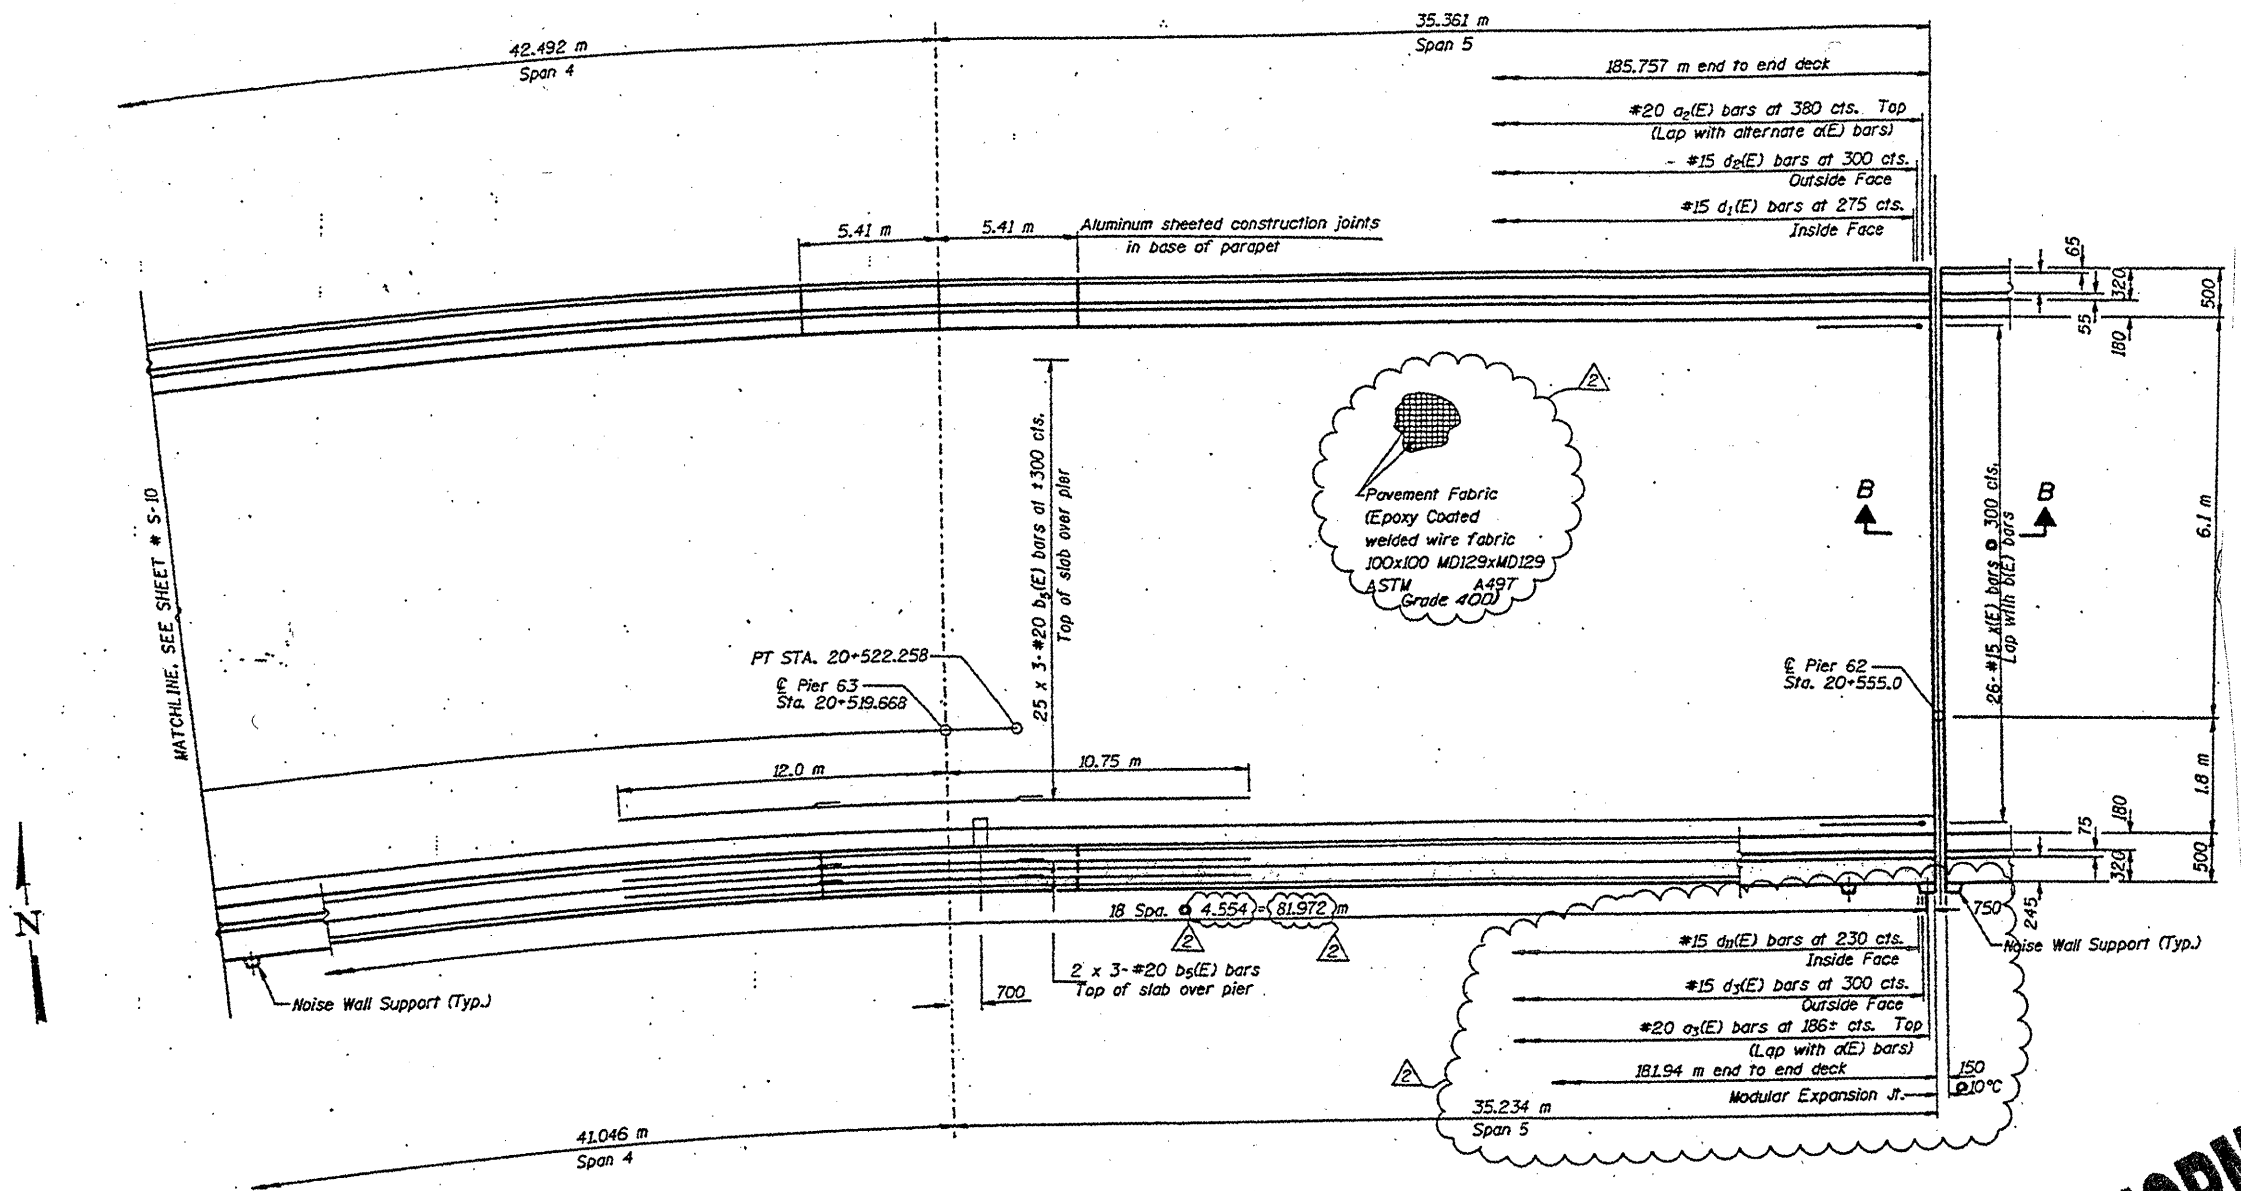 42.492 m
Span 4
35.361 m
Span 5
185.757 m end to end deck
#20 a2(E) bars at 380 cts. Top
(Lap with alternate a(E) bars)
#15 d2(E) bars at 300 cts.
Outside Face
#15 d1(E) bars at 275 cts.
Inside Face
5.41 m
5.41 m
Aluminum sheeted construction joints
in base of parapet
65
320
500
55
180
2
Pavement Fabric
(Epoxy Coated
welded wire fabric
100x100 MD129xMD129
ASTM A497
Grade 400)
25 x 3-#20 b5(E) bars at ±300 cts.
Top of slab over pier
MATCHLINE, SEE SHEET # S-10
B
B
26-#15 x(E) bars @ 300 cts.
Lap with b(E) bars
6.1 m
PT STA. 20+522.258
℄ Pier 63
Sta. 20+519.668
℄ Pier 62
Sta. 20+555.0
12.0 m
10.75 m
1.8 m
180
75
320
500
245
18 Spa. @ 4.554 = 81.972 m
2
2
750
Noise Wall Support (Typ.)
Noise Wall Support (Typ.)
2 x 3-#20 b5(E) bars
Top of slab over pier
700
#15 d11(E) bars at 230 cts.
Inside Face
#15 d3(E) bars at 300 cts.
Outside Face
#20 a3(E) bars at 186± cts. Top
(Lap with a(E) bars)
181.94 m end to end deck
150
@ 10°C
Modular Expansion Jt.
2
35.234 m
Span 5
41.046 m
Span 4
N